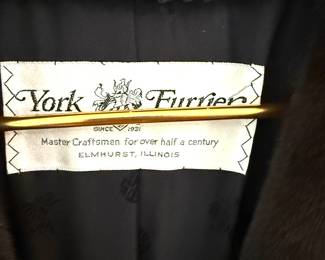 York Furrier
SINCE 1931
Master Craftsmen for over half a century
ELMHURST, ILLINOIS